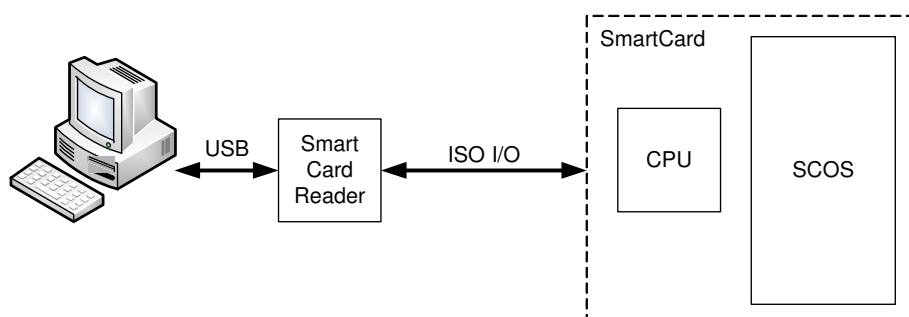 SmartCard
USB
Smart
Card
Reader
ISO I/O
CPU
SCOS